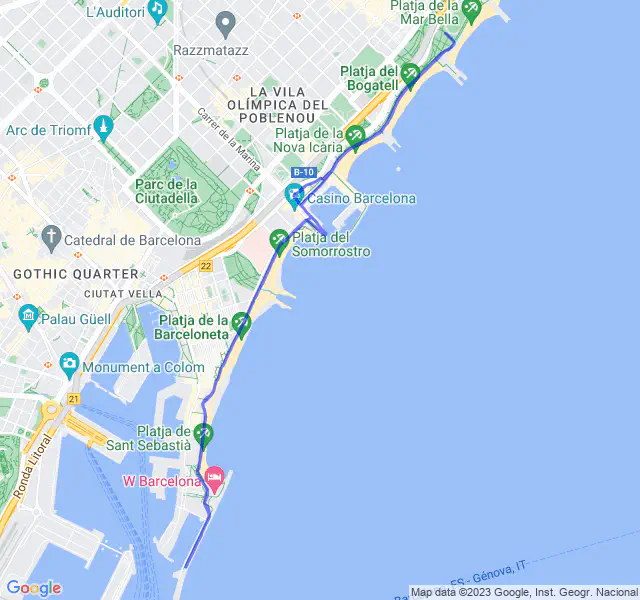 L'Auditori
Razzmatazz
Platja de la
Mar Bella
Platja del
Bogatell
LA VILA
OLÍMPICA DEL
POBLENOU
Carrer de la Marina
Arc de Triomf
Platja de la
Nova Icària
B-10
Parc de la
Ciutadella
Casino Barcelona
Catedral de Barcelona
Platja del
Somorrostro
GOTHIC QUARTER
22
CIUTAT VELLA
Palau Güell
Platja de la
Barceloneta
Monument a Colom
21
Ronda Litoral
Platja de
Sant Sebastià
W Barcelona
ES - Génova, IT
Google
Map data ©2023 Google, Inst. Geogr. Nacional